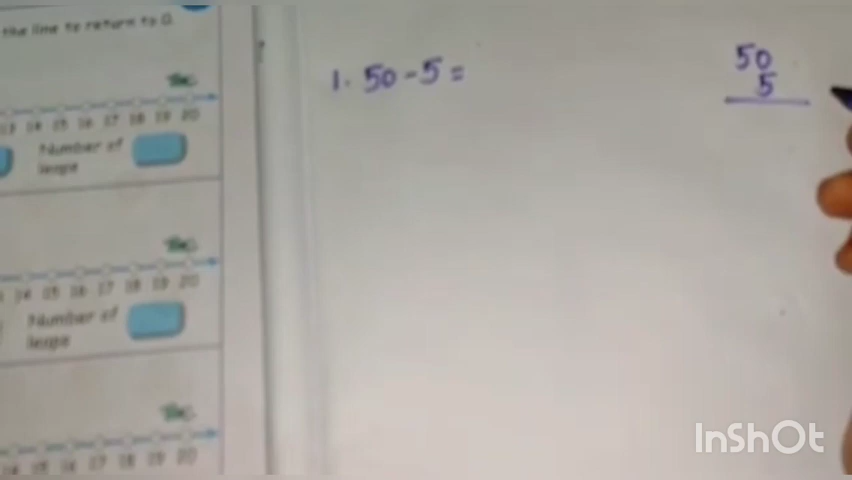 the line to return to 0.
13 14 15 16 17 18 19 20
Number of
leaps
14 15 16 17 18 19 20
Number of
leaps
14 15 16 17 18 19 20
1. 50 - 5 =
50
5
InShOt